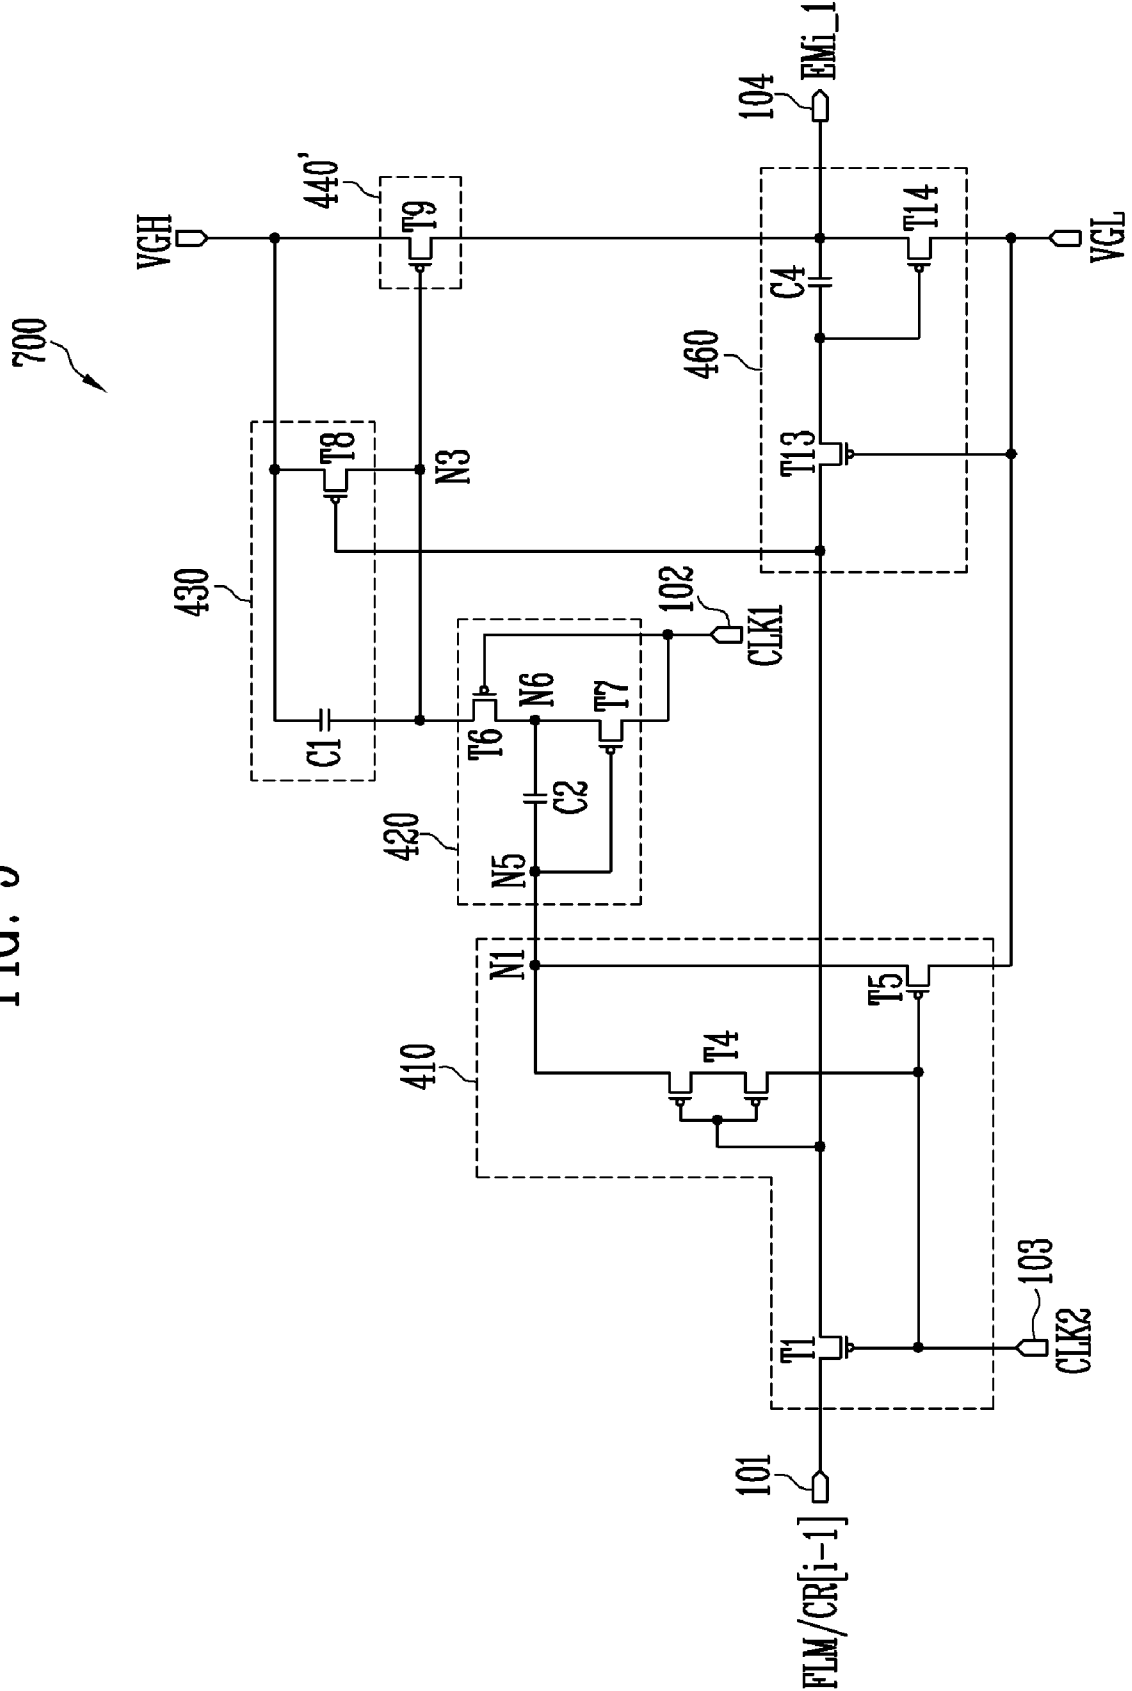 700
VGH
440'
T9
430
T8
N3
C1
104
EMi_1
460
C4
T14
T13
VGL
420
T6
N6
T7
C2
N5
102
CLK1
410
N1
T4
T5
T1
103
CLK2
101
FLM/CR[i-1]